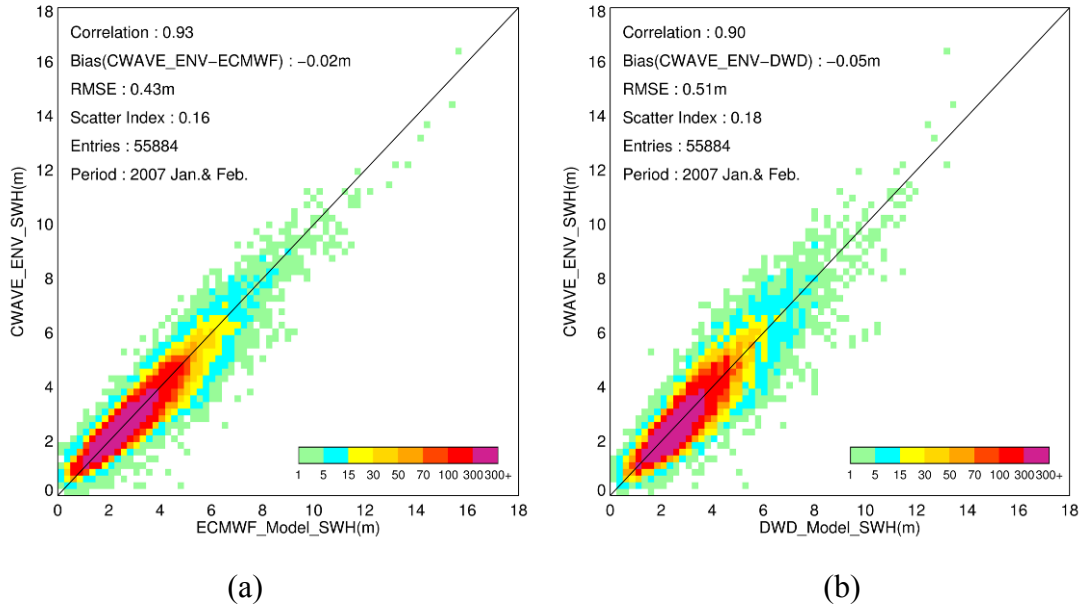 18
16
14
12
10
8
6
4
2
0
CWAVE_ENV_SWH(m)
Correlation : 0.93
Bias(CWAVE_ENV−ECMWF) : −0.02m
RMSE : 0.43m
Scatter Index : 0.16
Entries : 55884
Period : 2007 Jan.& Feb.
1 5 15 30 50 70 100 300 300+
0 2 4 6 8 10 12 14 16 18
ECMWF_Model_SWH(m)
(a)
18
16
14
12
10
8
6
4
2
0
CWAVE_ENV_SWH(m)
Correlation : 0.90
Bias(CWAVE_ENV−DWD) : −0.05m
RMSE : 0.51m
Scatter Index : 0.18
Entries : 55884
Period : 2007 Jan.& Feb.
1 5 15 30 50 70 100 300 300+
0 2 4 6 8 10 12 14 16 18
DWD_Model_SWH(m)
(b)